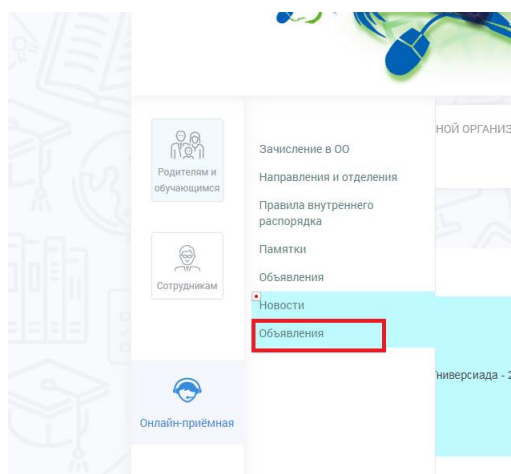 НОЙ ОРГАНИЗ
Родителям и
обучающимся
Зачисление в ОО
Направления и отделения
Правила внутреннего
распорядка
Памятки
Объявления
Сотрудникам
Новости
Объявления
Универсиада - 2
Онлайн-приёмная